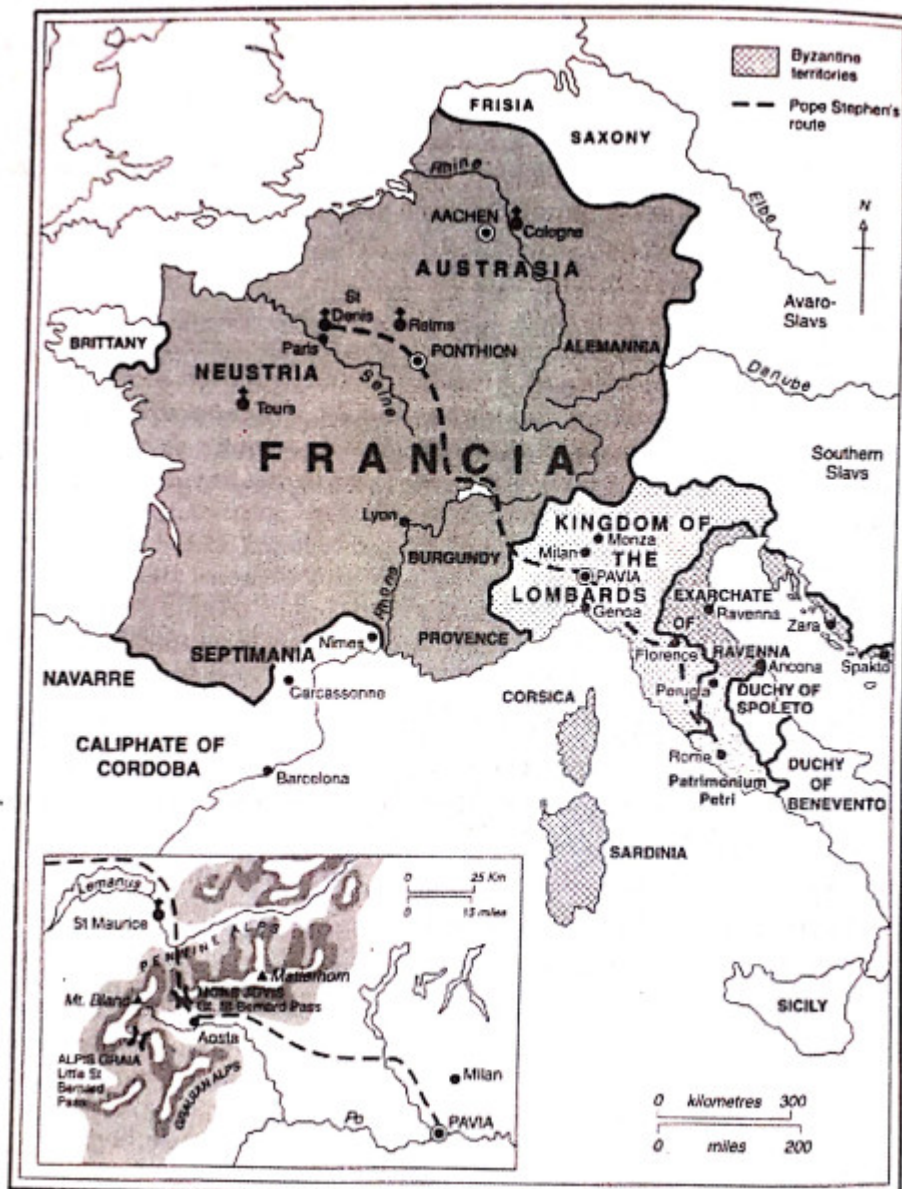 Byzantine
territories
Pope Stephen's
route
FRISIA
SAXONY
Rhine
Elbe
N
AACHEN
Cologne
AUSTRASIA
Avaro-
Slavs
St
Denis
Reims
BRITTANY
Paris
PONTHION
ALEMANNIA
NEUSTRIA
Seine
Danube
Tours
FRANCIA
Southern
Slavs
Lyon
KINGDOM OF
THE
LOMBARDS
Monza
Milan
BURGUNDY
PAVIA
EXARCHATE
OF
RAVENNA
Genoa
Ravenna
Zara
Rhone
Nîmes
PROVENCE
SEPTIMANIA
Florence
Ancona
Spalato
NAVARRE
Carcassonne
CORSICA
Perugia
DUCHY OF
SPOLETO
CALIPHATE OF
CORDOBA
Rome
DUCHY
OF
BENEVENTO
Barcelona
Patrimonium
Petri
SARDINIA
SICILY
0 kilometres 300
0 miles 200
Lemanus
0 25 Km
0 15 miles
St Maurice
PENNINE ALPS
Matterhorn
MONS JOVIS
Gt. St Bernard Pass
Mt. Bland
Aosta
ALPIS GRAIA
Little St
Bernard
Pass
GRAIAN ALPS
Milan
Po
PAVIA